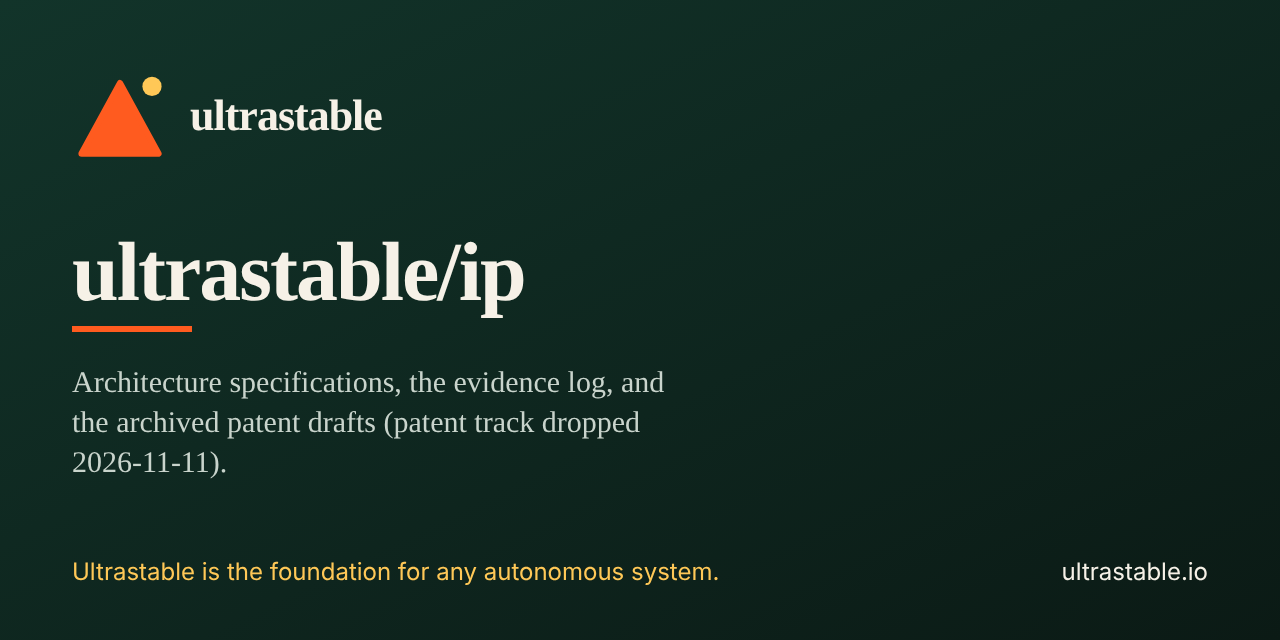 ultrastable
ultrastable/ip
Architecture specifications, the evidence log, and
the archived patent drafts (patent track dropped
2026-11-11).
Ultrastable is the foundation for any autonomous system.
ultrastable.io